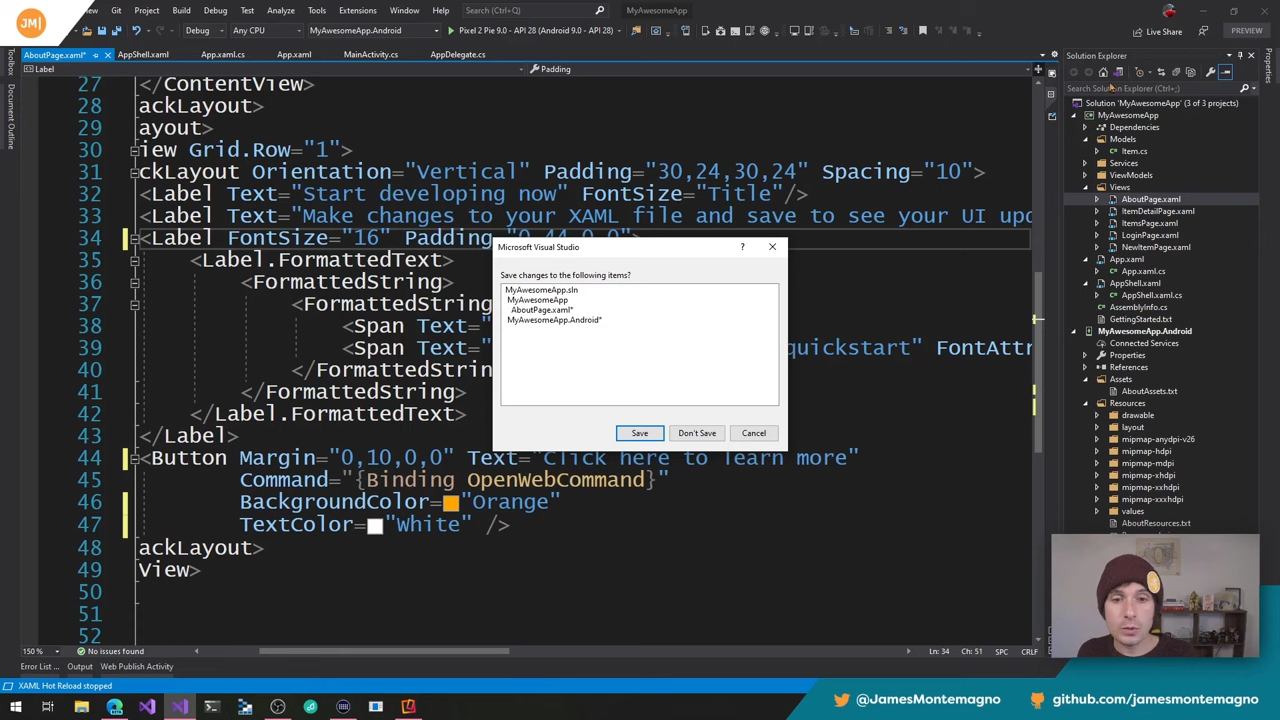 JM|
View
Project
Build
Debug
Test
Analyze
Tools
Extensions
Window
Help
Search (Ctrl+Q)
MyAwesomeApp
Debug
Any CPU
MyAwesomeApp.Android
Pixel 2 Pie 9.0 - API 28 (Android 9.0 - API 28)
Live Share
PREVIEW
AboutPage.xaml*
AppShell.xaml
App.xaml.cs
App.xaml
MainActivity.cs
AppDelegate.cs
Label
Padding
Toolbox
Document Outline
Properties
27 </ContentView>
28 ackLayout>
29 ayout>
30 iew Grid.Row="1">
31 ckLayout Orientation="Vertical" Padding="30,24,30,24" Spacing="10">
32 <Label Text="Start developing now" FontSize="Title"/>
33 <Label Text="Make changes to your XAML file and save to see your UI upd
34 <Label FontSize="16" Padding="0,44,0,0">
35 <Label.FormattedText>
36 <FormattedString>
37 <FormattedString
38 <Span Text="
39 <Span Text=" quickstart" FontAttr
40 </FormattedStrin
41 </FormattedString>
42 </Label.FormattedText>
43 </Label>
44 <Button Margin="0,10,0,0" Text="Click here to learn more"
45 Command="{Binding OpenWebCommand}"
46 BackgroundColor="Orange"
47 TextColor="White" />
48 ackLayout>
49 View>
50
51
52
Microsoft Visual Studio
?
Save changes to the following items?
MyAwesomeApp.sln
MyAwesomeApp
AboutPage.xaml*
MyAwesomeApp.Android*
Save
Don't Save
Cancel
Solution Explorer
Search Solution Explorer (Ctrl+;)
Solution 'MyAwesomeApp' (3 of 3 projects)
MyAwesomeApp
Dependencies
Models
Item.cs
Services
ViewModels
Views
AboutPage.xaml
ItemDetailPage.xaml
ItemsPage.xaml
LoginPage.xaml
NewItemPage.xaml
App.xaml
App.xaml.cs
AppShell.xaml
AppShell.xaml.cs
AssemblyInfo.cs
GettingStarted.txt
MyAwesomeApp.Android
Connected Services
Properties
References
Assets
AboutAssets.txt
Resources
drawable
layout
mipmap-anydpi-v26
mipmap-hdpi
mipmap-mdpi
mipmap-xhdpi
mipmap-xxhdpi
mipmap-xxxhdpi
values
AboutResources.txt
150 %
No issues found
Ln: 34
Ch: 51
SPC
CRLF
Error List ...
Output
Web Publish Activity
XAML Hot Reload stopped
@JamesMontemagno
github.com/jamesmontemagno